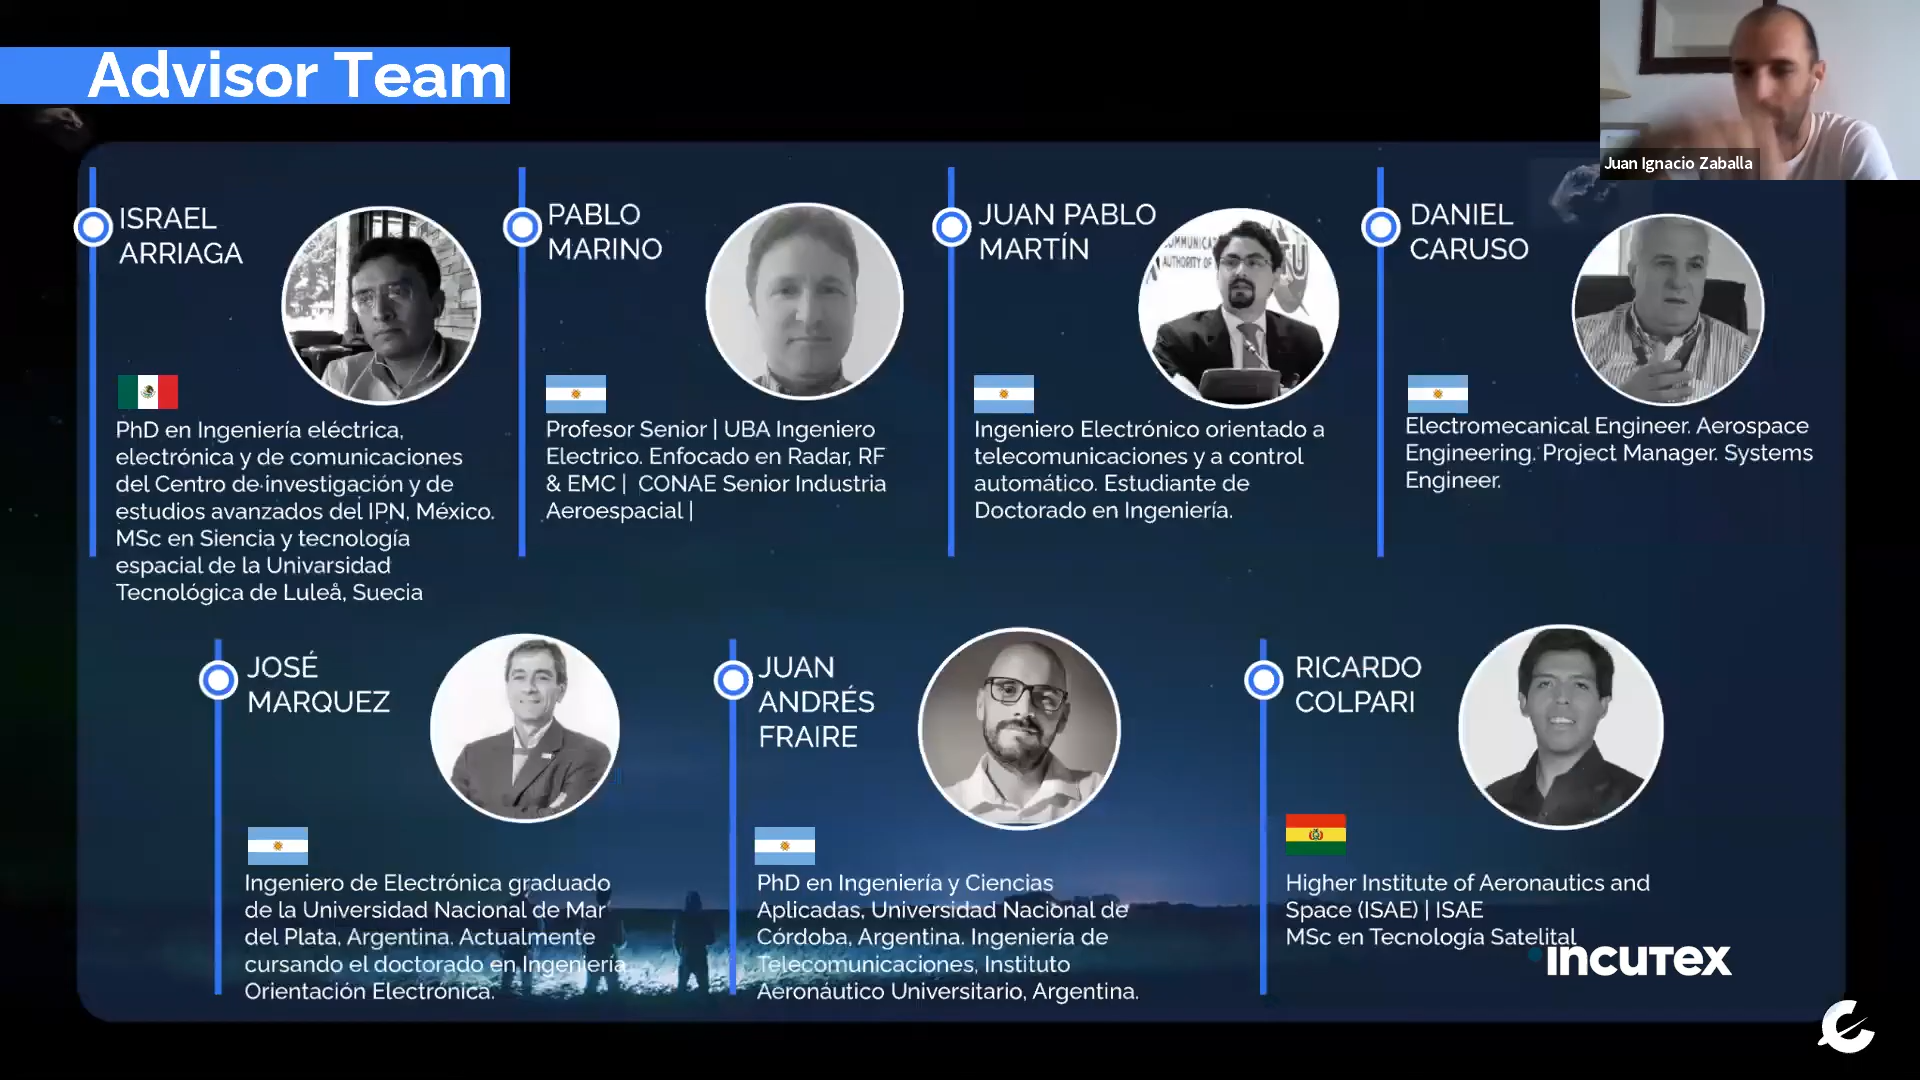 Advisor Team
Juan Ignacio Zaballa
ISRAEL
ARRIAGA
PhD en Ingeniería eléctrica,
electrónica y de comunicaciones
del Centro de investigación y de
estudios avanzados del IPN, México.
MSc en Siencia y tecnología
espacial de la Univarsidad
Tecnológica de Luleå, Suecia
PABLO
MARINO
Profesor Senior | UBA Ingeniero
Electrico. Enfocado en Radar, RF
& EMC | CONAE Senior Industria
Aeroespacial |
JUAN PABLO
MARTÍN
Ingeniero Electrónico orientado a
telecomunicaciones y a control
automático. Estudiante de
Doctorado en Ingeniería.
DANIEL
CARUSO
Electromecanical Engineer. Aerospace
Engineering. Project Manager. Systems
Engineer.
JOSÉ
MARQUEZ
Ingeniero de Electrónica graduado
de la Universidad Nacional de Mar
del Plata, Argentina. Actualmente
cursando el doctorado en Ingeniería
Orientación Electrónica.
JUAN
ANDRÉS
FRAIRE
PhD en Ingeniería y Ciencias
Aplicadas, Universidad Nacional de
Córdoba, Argentina. Ingeniería de
Telecomunicaciones, Instituto
Aeronáutico Universitario, Argentina.
RICARDO
COLPARI
Higher Institute of Aeronautics and
Space (ISAE) | ISAE
MSc en Tecnología Satelital
incutex